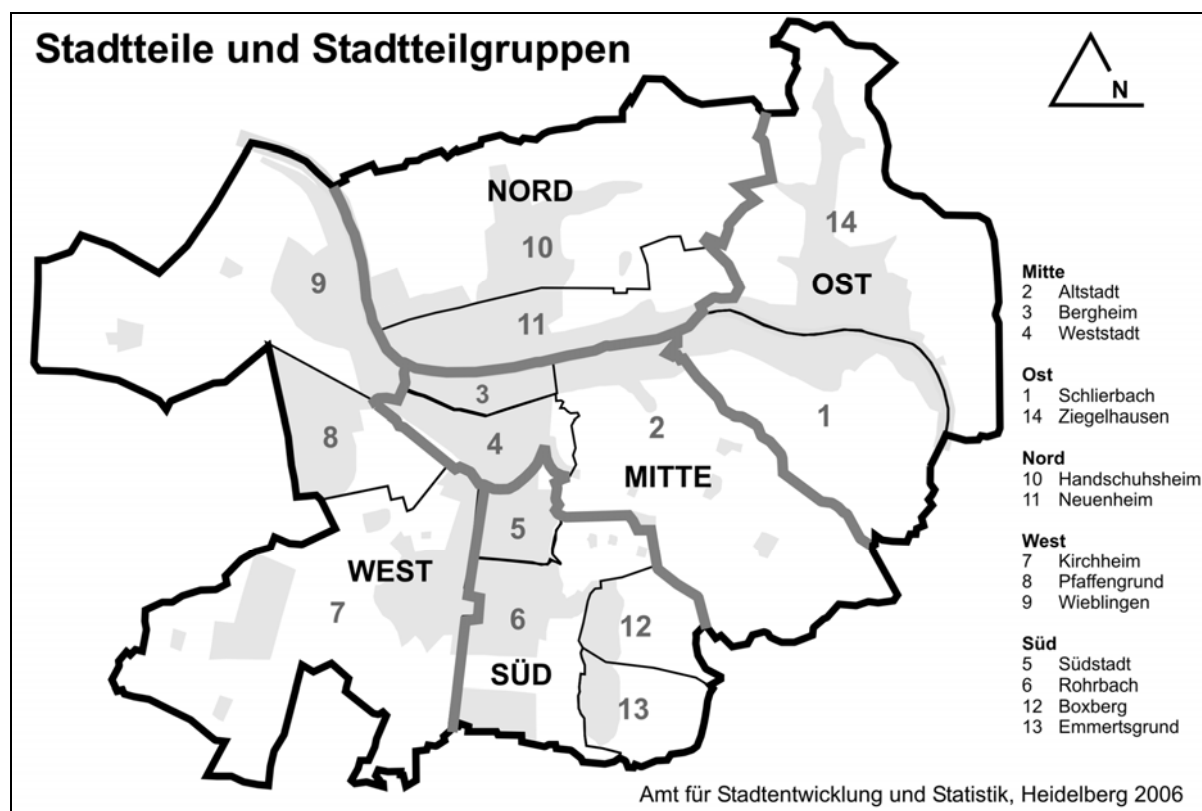 Stadtteile und Stadtteilgruppen
N
NORD
14
10
9
OST
11
3
1
2
8
4
MITTE
5
WEST
7
6
12
SÜD
13
Mitte
2 Altstadt
3 Bergheim
4 Weststadt
Ost
1 Schlierbach
14 Ziegelhausen
Nord
10 Handschuhsheim
11 Neuenheim
West
7 Kirchheim
8 Pfaffengrund
9 Wieblingen
Süd
5 Südstadt
6 Rohrbach
12 Boxberg
13 Emmertsgrund
Amt für Stadtentwicklung und Statistik, Heidelberg 2006